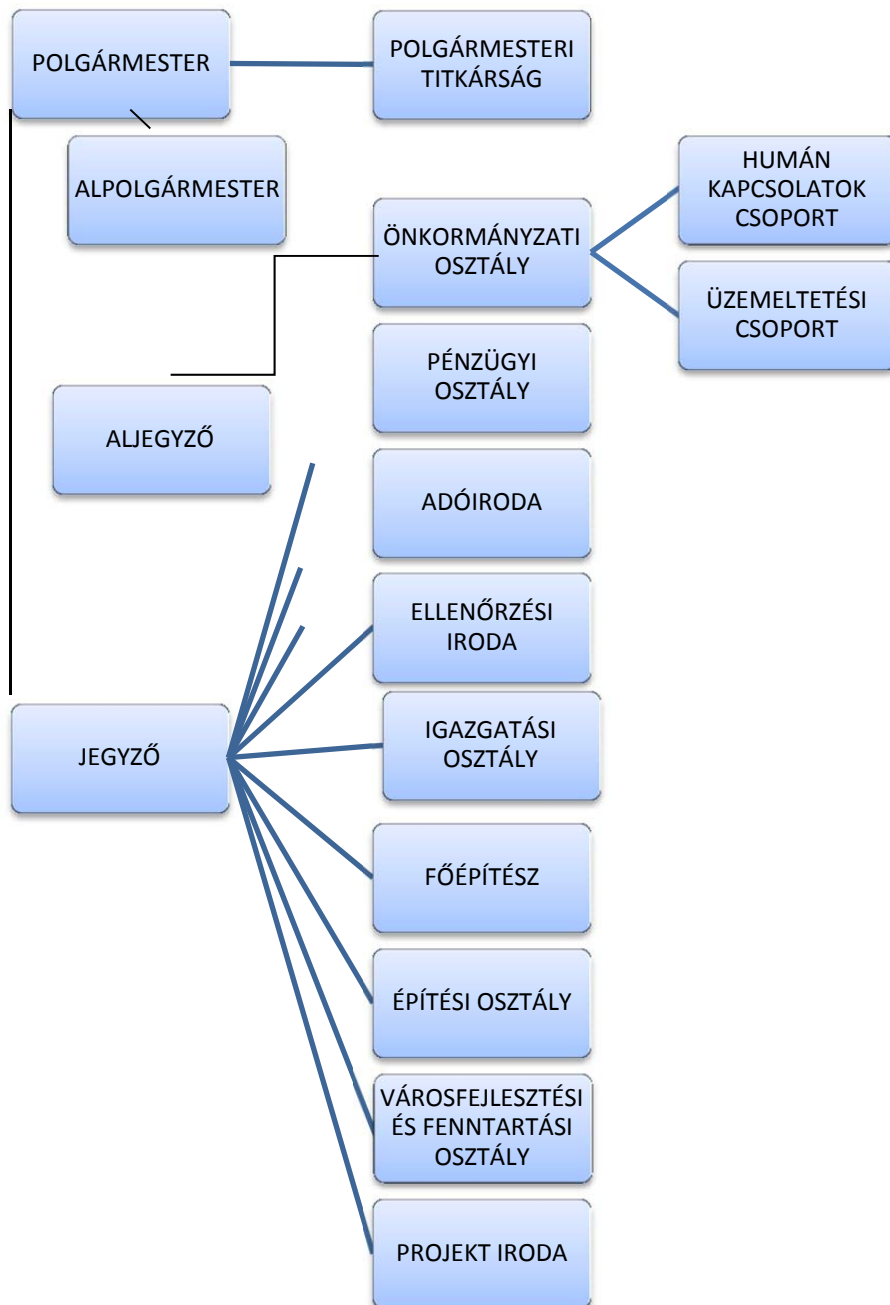 POLGÁRMESTER
POLGÁRMESTERI
TITKÁRSÁG
ALPOLGÁRMESTER
HUMÁN
KAPCSOLATOK
CSOPORT
ÖNKORMÁNYZATI
OSZTÁLY
ÜZEMELTETÉSI
CSOPORT
PÉNZÜGYI
OSZTÁLY
ALJEGYZŐ
ADÓIRODA
ELLENŐRZÉSI
IRODA
JEGYZŐ
IGAZGATÁSI
OSZTÁLY
FŐÉPÍTÉSZ
ÉPÍTÉSI OSZTÁLY
VÁROSFEJLESZTÉSI
ÉS FENNTARTÁSI
OSZTÁLY
PROJEKT IRODA